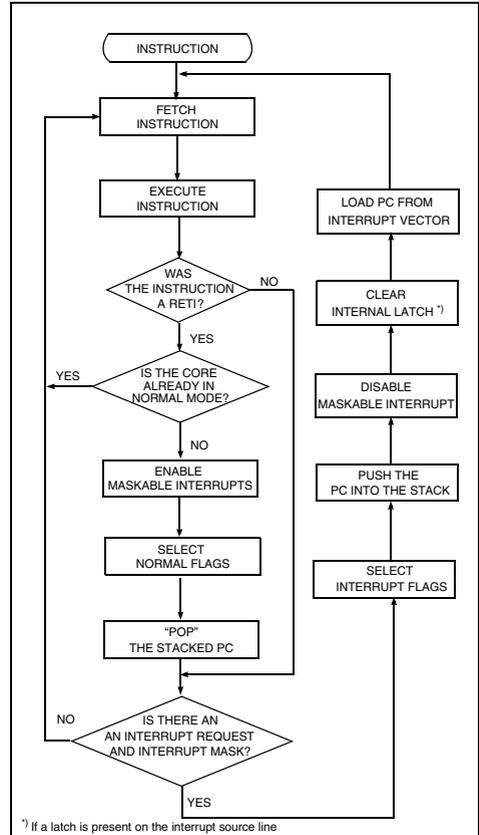 INSTRUCTION
FETCH
INSTRUCTION
EXECUTE
INSTRUCTION
WAS
THE INSTRUCTION
A RETI?
NO
YES
IS THE CORE
ALREADY IN
NORMAL MODE?
YES
NO
ENABLE
MASKABLE INTERRUPTS
SELECT
NORMAL FLAGS
“POP”
THE STACKED PC
IS THERE AN
AN INTERRUPT REQUEST
AND INTERRUPT MASK?
NO
YES
SELECT
INTERRUPT FLAGS
PUSH THE
PC INTO THE STACK
DISABLE
MASKABLE INTERRUPT
CLEAR
INTERNAL LATCH *)
LOAD PC FROM
INTERRUPT VECTOR
*) If a latch is present on the interrupt source line